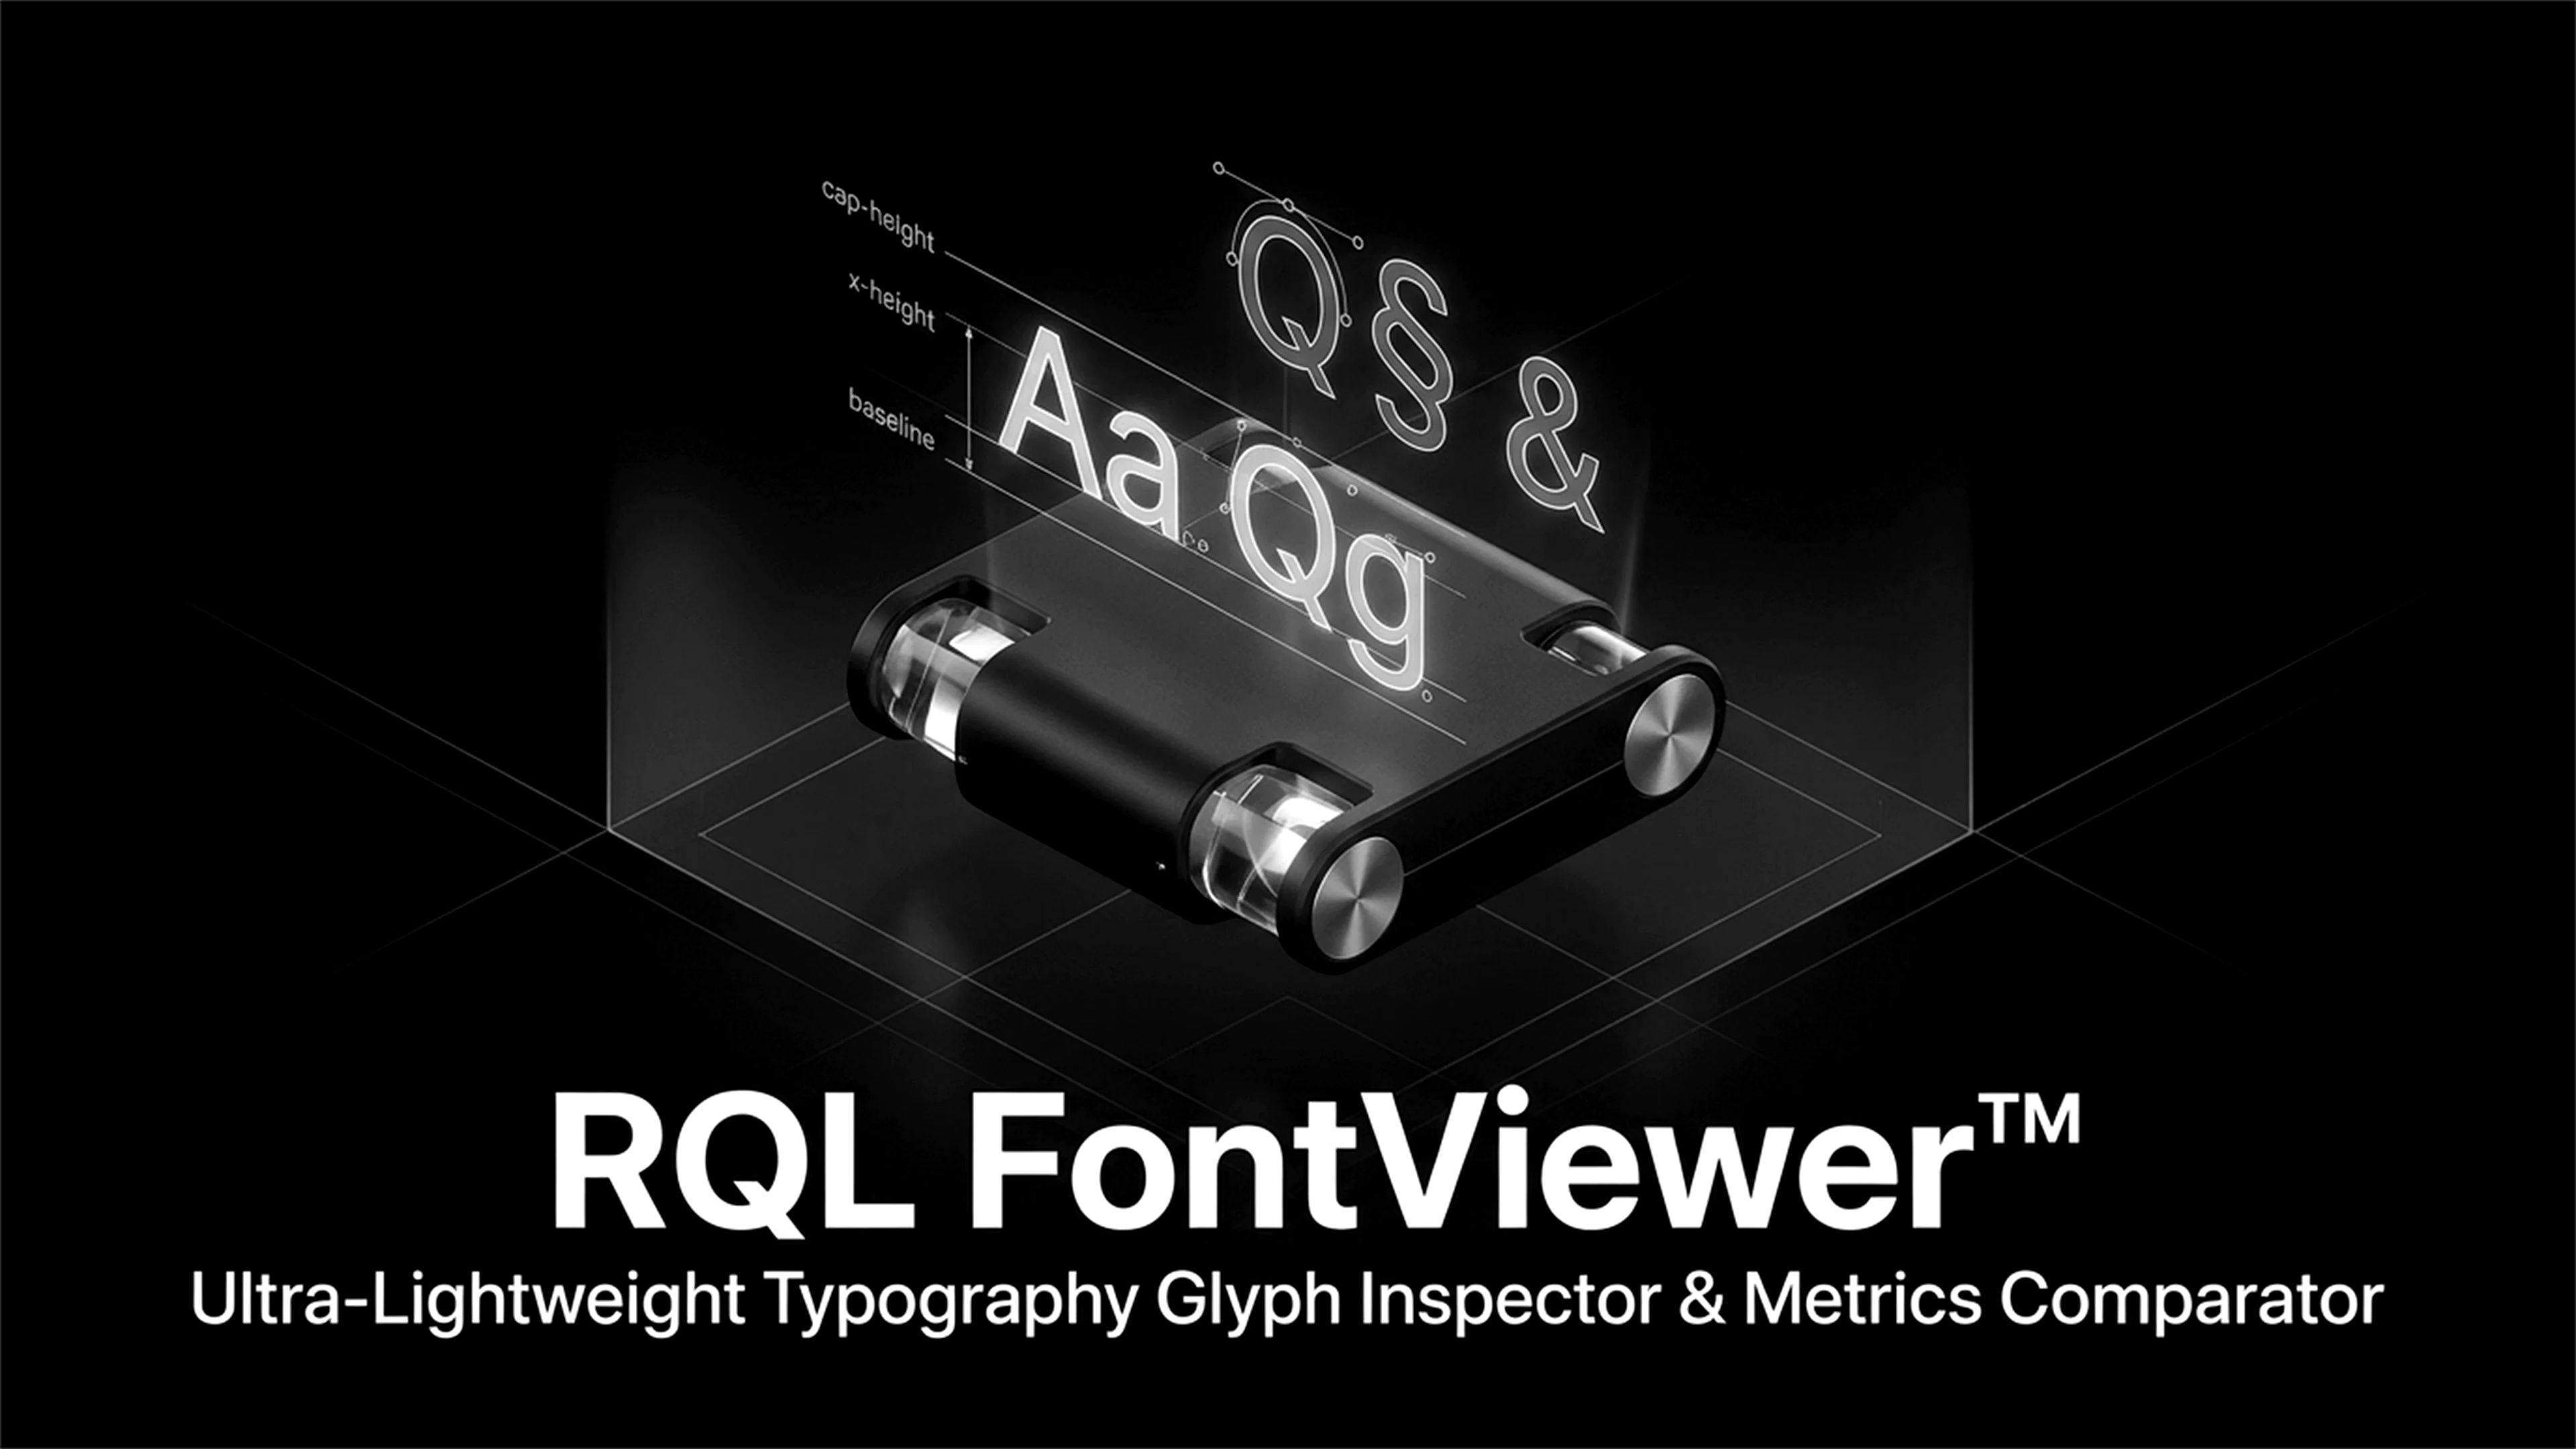 cap-height
x-height
baseline
Q § &
Aa Qg
RQL FontViewer™
Ultra-Lightweight Typography Glyph Inspector & Metrics Comparator